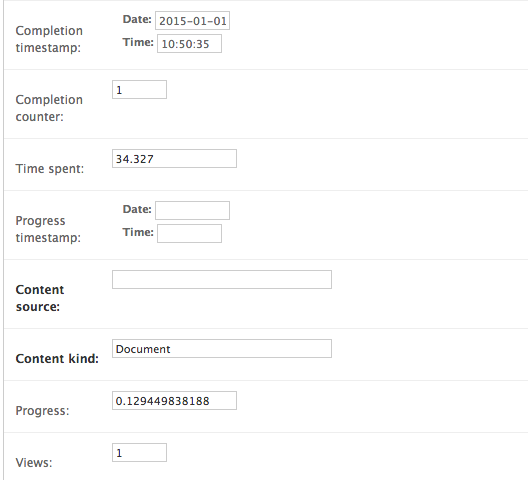 Completion timestamp: Date: 2015-01-01
Time: 10:50:35
Completion counter: 1
Time spent: 34.327
Progress timestamp: Date:
Time:
Content source:
Content kind: Document
Progress: 0.129449838188
Views: 1